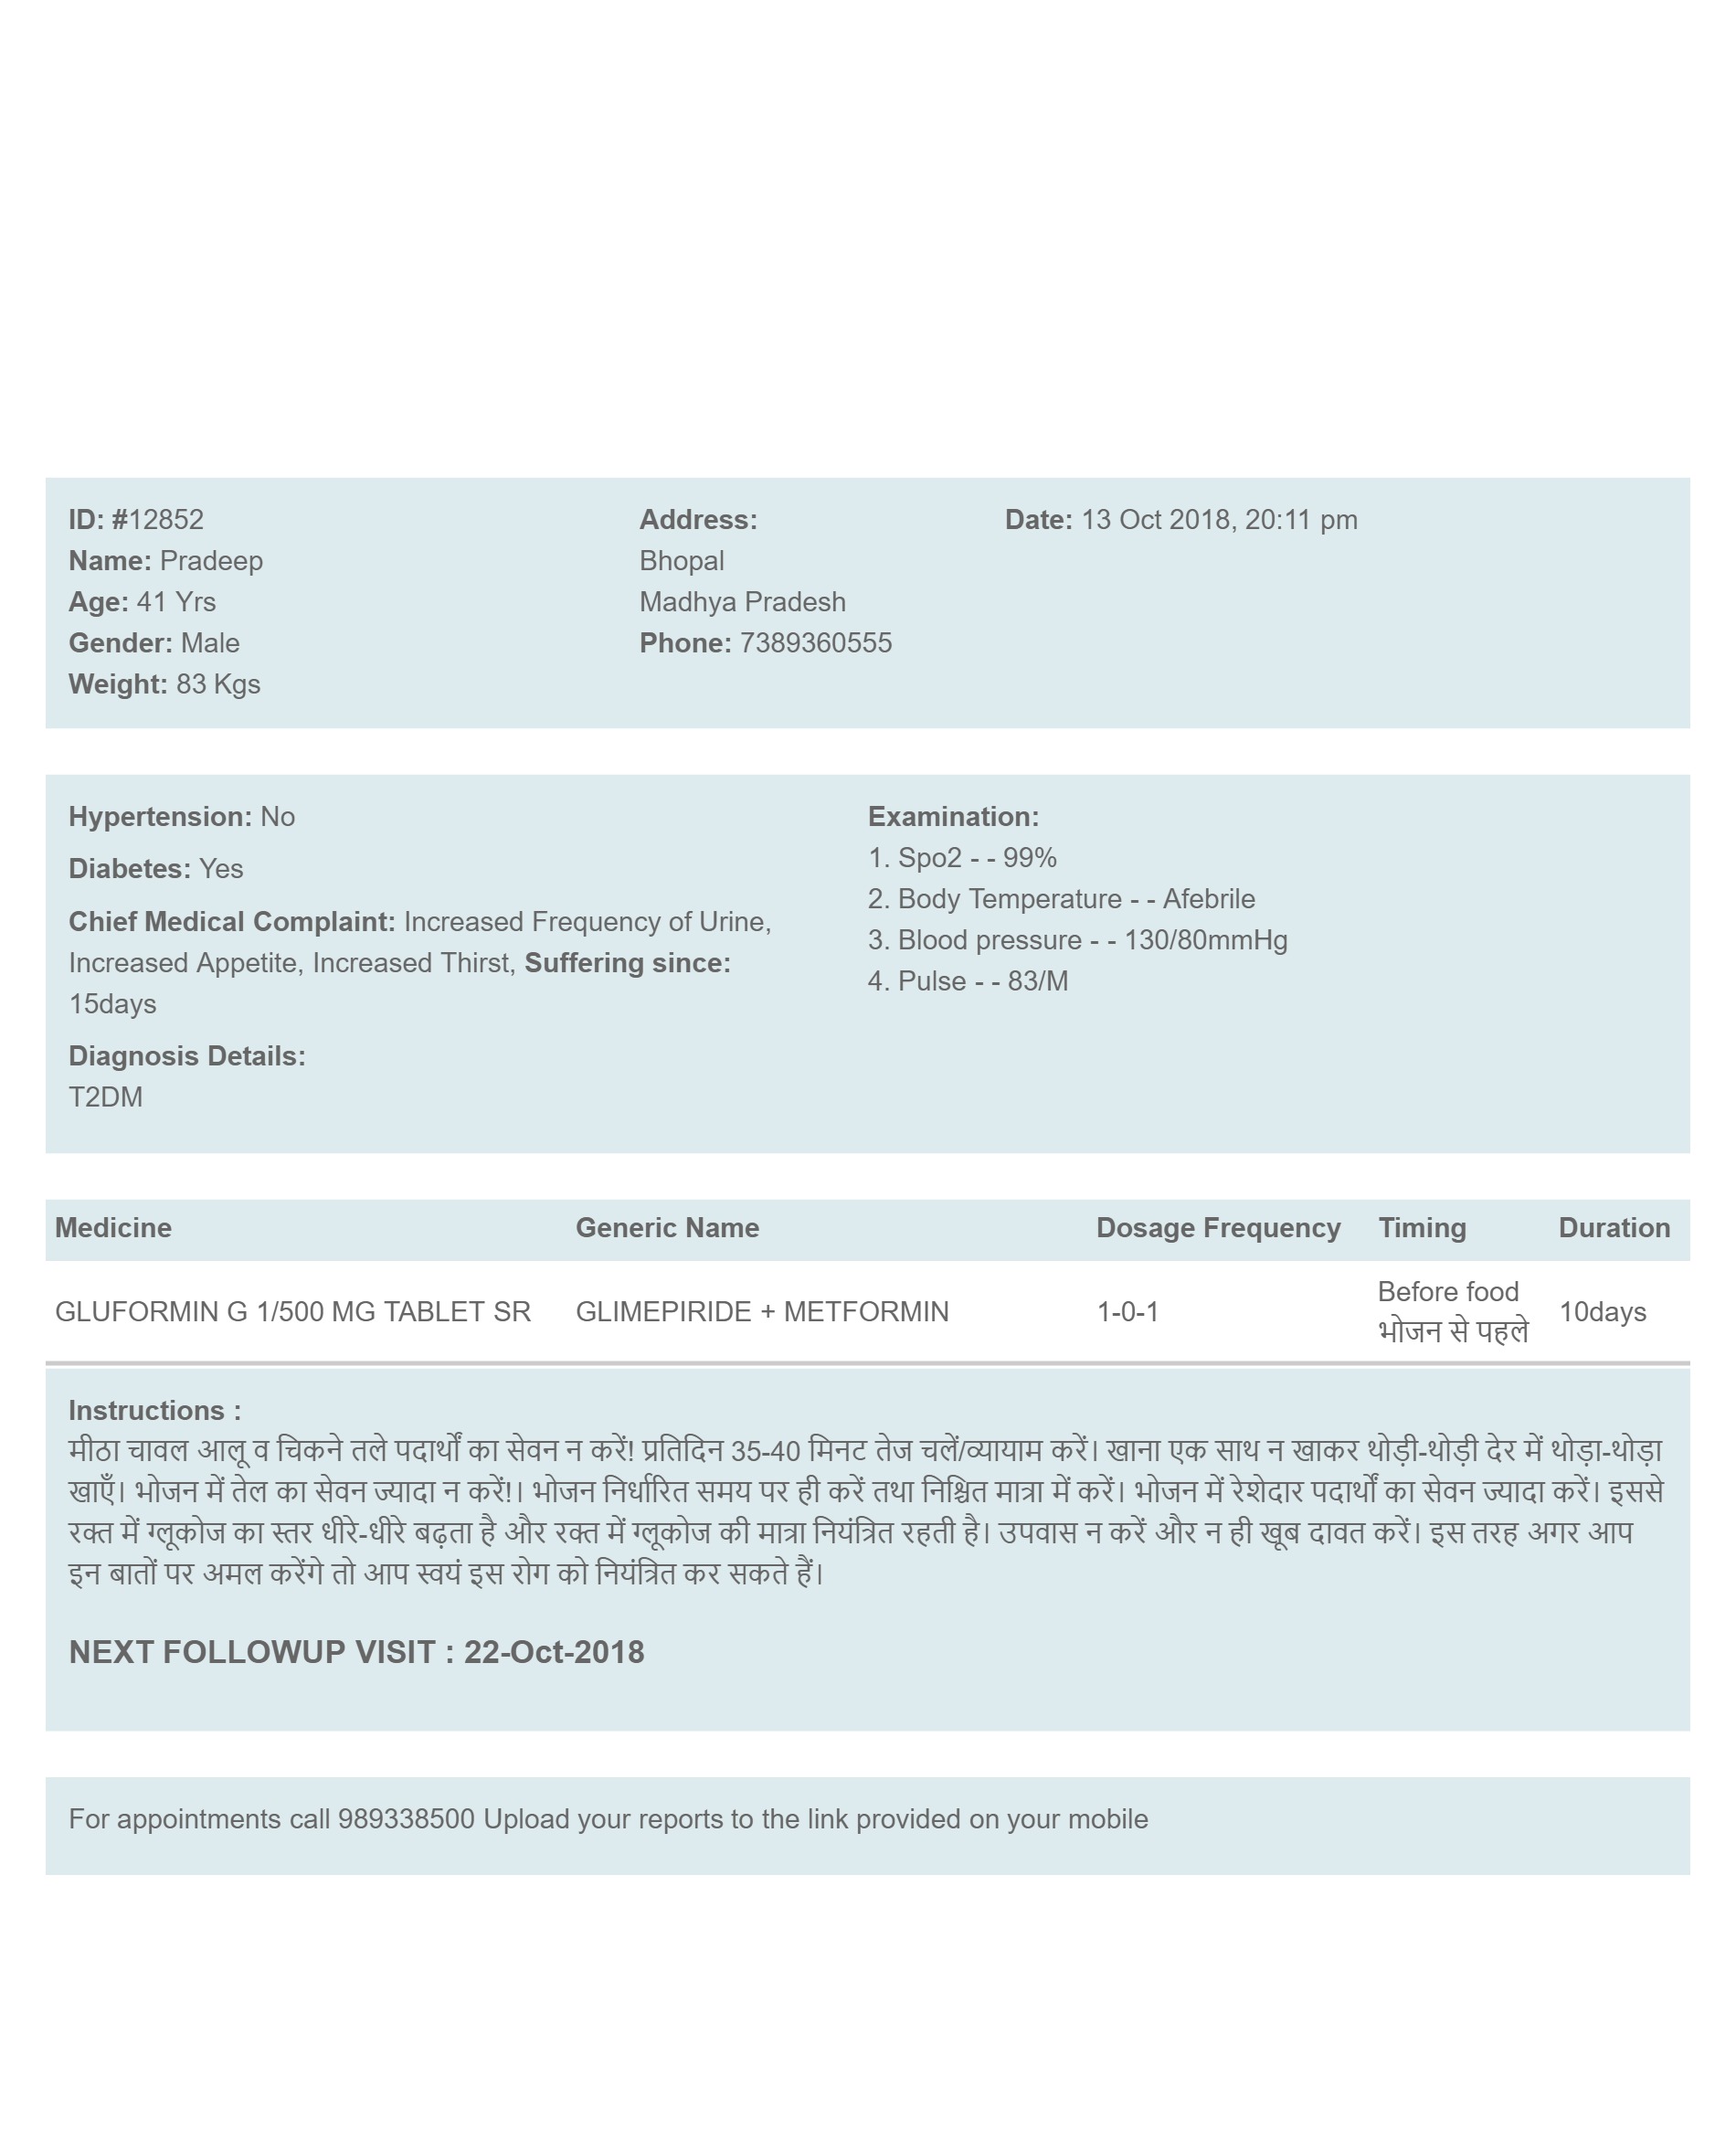 ID: #12852
Name: Pradeep
Age: 41 Yrs
Gender: Male
Weight: 83 Kgs
Address:
Bhopal
Madhya Pradesh
Phone: 7389360555
Date: 13 Oct 2018, 20:11 pm
Hypertension: No
Diabetes: Yes
Chief Medical Complaint: Increased Frequency of Urine,
Increased Appetite, Increased Thirst, Suffering since:
15days
Diagnosis Details:
T2DM
Examination:
1. Spo2 - - 99%
2. Body Temperature - - Afebrile
3. Blood pressure - - 130/80mmHg
4. Pulse - - 83/M
Medicine Generic Name Dosage Frequency Timing Duration
GLUFORMIN G 1/500 MG TABLET SR GLIMEPIRIDE + METFORMIN 1-0-1 Before food 10days
भोजन से पहले
Instructions :
मीठा चावल आलू व चिकने तले पदार्थों का सेवन न करें! प्रतिदिन 35-40 मिनट तेज चलें/व्यायाम करें। खाना एक साथ न खाकर थोड़ी-थोड़ी देर में थोड़ा-थोड़ा
खाएँ। भोजन में तेल का सेवन ज्यादा न करें!। भोजन निर्धारित समय पर ही करें तथा निश्चित मात्रा में करें। भोजन में रेशेदार पदार्थों का सेवन ज्यादा करें। इससे
रक्त में ग्लूकोज का स्तर धीरे-धीरे बढ़ता है और रक्त में ग्लूकोज की मात्रा नियंत्रित रहती है। उपवास न करें और न ही खूब दावत करें। इस तरह अगर आप
इन बातों पर अमल करेंगे तो आप स्वयं इस रोग को नियंत्रित कर सकते हैं।
NEXT FOLLOWUP VISIT : 22-Oct-2018
For appointments call 989338500 Upload your reports to the link provided on your mobile